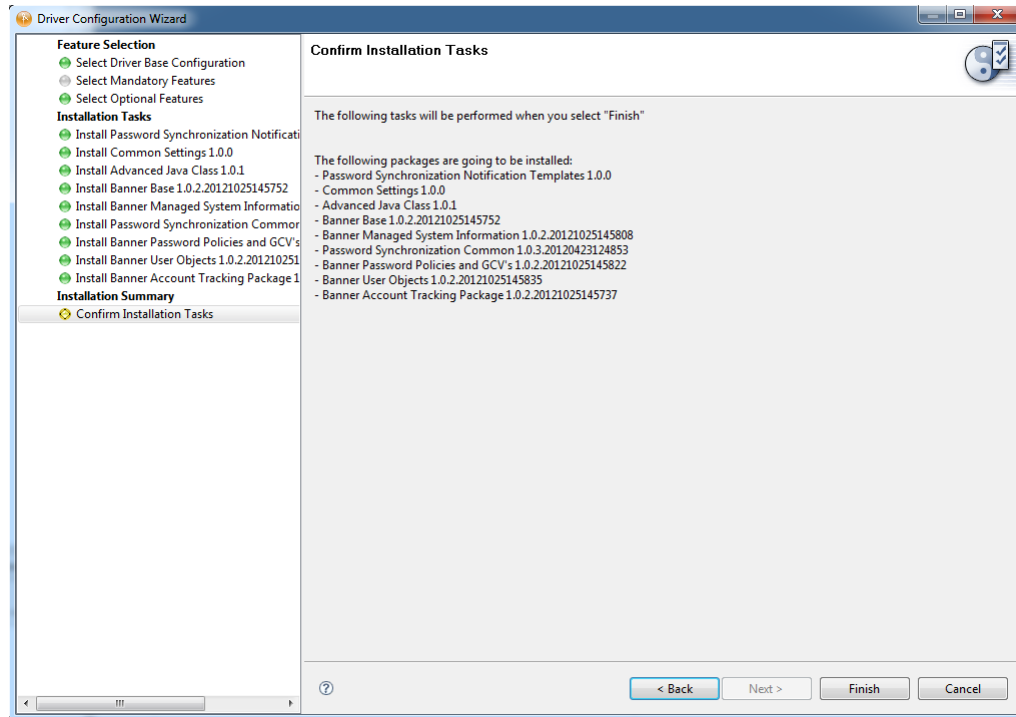 Driver Configuration Wizard
Feature Selection
Select Driver Base Configuration
Select Mandatory Features
Select Optional Features
Installation Tasks
Install Password Synchronization Notificati
Install Common Settings 1.0.0
Install Advanced Java Class 1.0.1
Install Banner Base 1.0.2.20121025145752
Install Banner Managed System Informatio
Install Password Synchronization Common
Install Banner Password Policies and GCV's
Install Banner User Objects 1.0.2.201210251
Install Banner Account Tracking Package 1
Installation Summary
Confirm Installation Tasks
Confirm Installation Tasks
The following tasks will be performed when you select "Finish"
The following packages are going to be installed:
- Password Synchronization Notification Templates 1.0.0
- Common Settings 1.0.0
- Advanced Java Class 1.0.1
- Banner Base 1.0.2.20121025145752
- Banner Managed System Information 1.0.2.20121025145808
- Password Synchronization Common 1.0.3.20120423124853
- Banner Password Policies and GCV's 1.0.2.20121025145822
- Banner User Objects 1.0.2.20121025145835
- Banner Account Tracking Package 1.0.2.20121025145737
?
< Back
Next >
Finish
Cancel